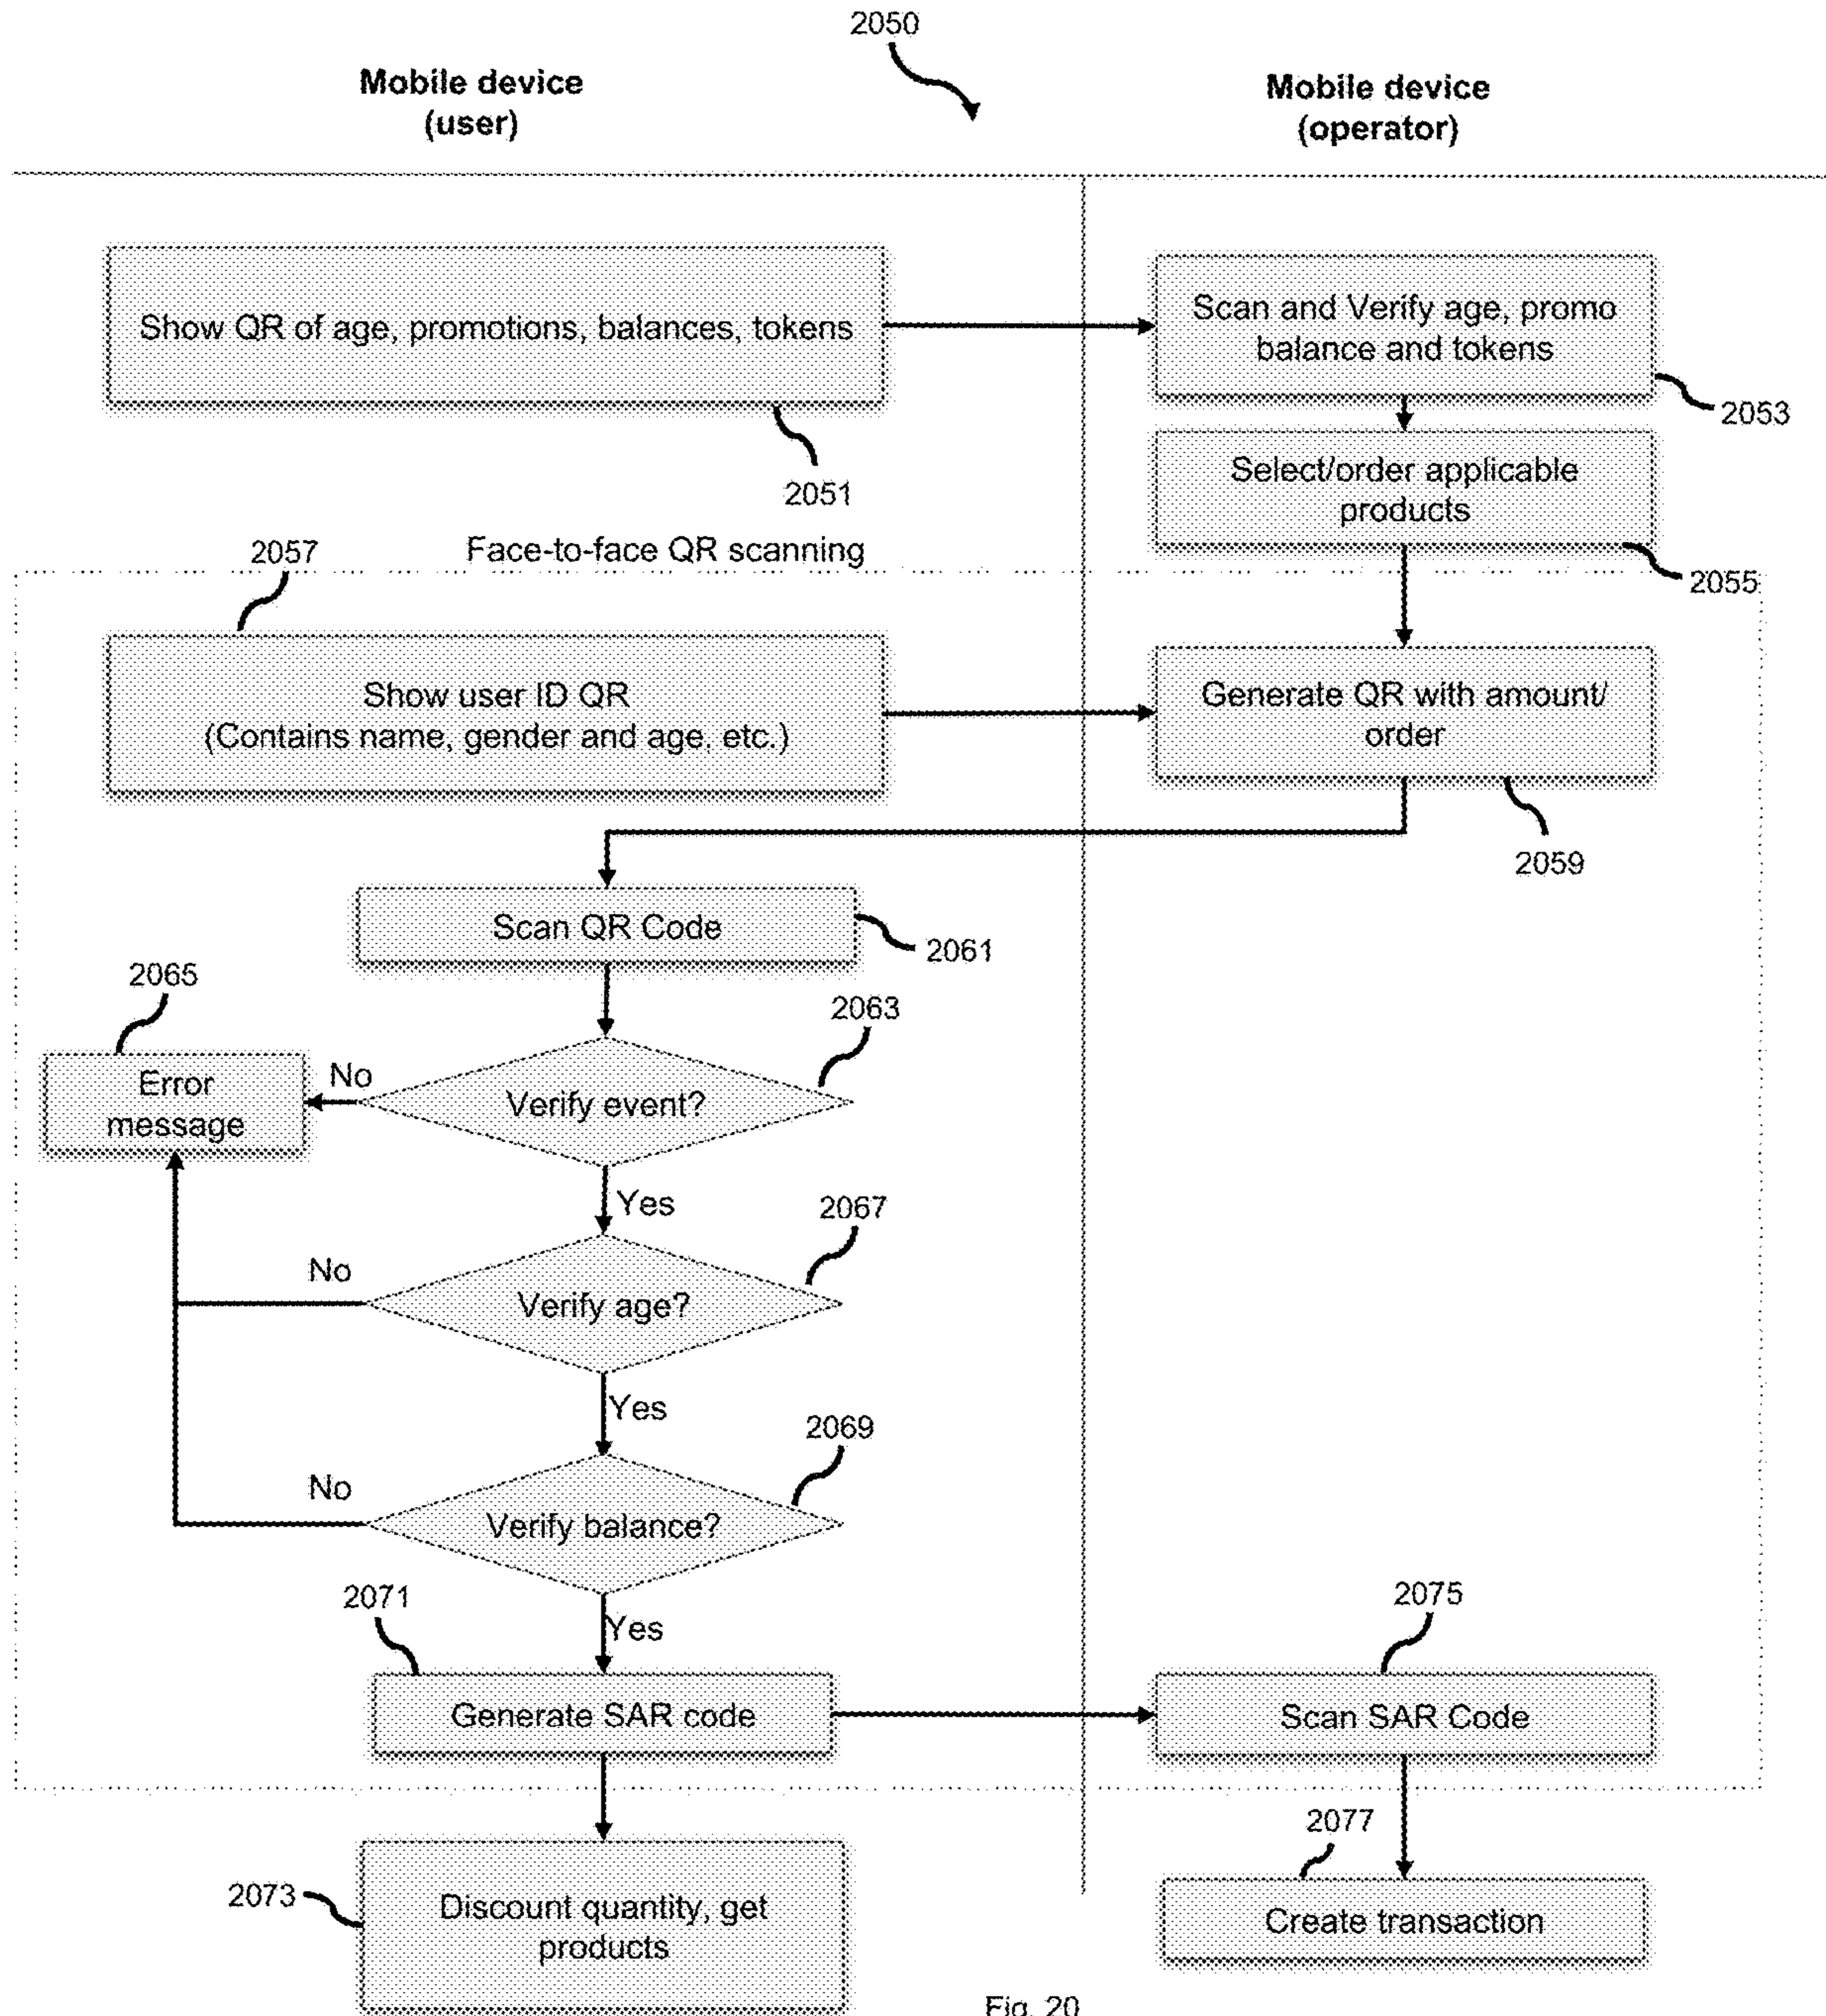 2050
Mobile device
(user)
Mobile device
(operator)
Show QR of age, promotions, balances, tokens
2051
Scan and Verify age, promo
balance and tokens
2053
Select/order applicable
products
2055
Face-to-face QR scanning
2057
Show user ID QR
(Contains name, gender and age, etc.)
Generate QR with amount/
order
2059
Scan QR Code
2061
2063
Verify event?
No
2065
Error
message
Yes
2067
Verify age?
No
Yes
2069
Verify balance?
No
Yes
2071
Generate SAR code
2075
Scan SAR Code
2073
Discount quantity, get
products
2077
Create transaction
Fig. 20